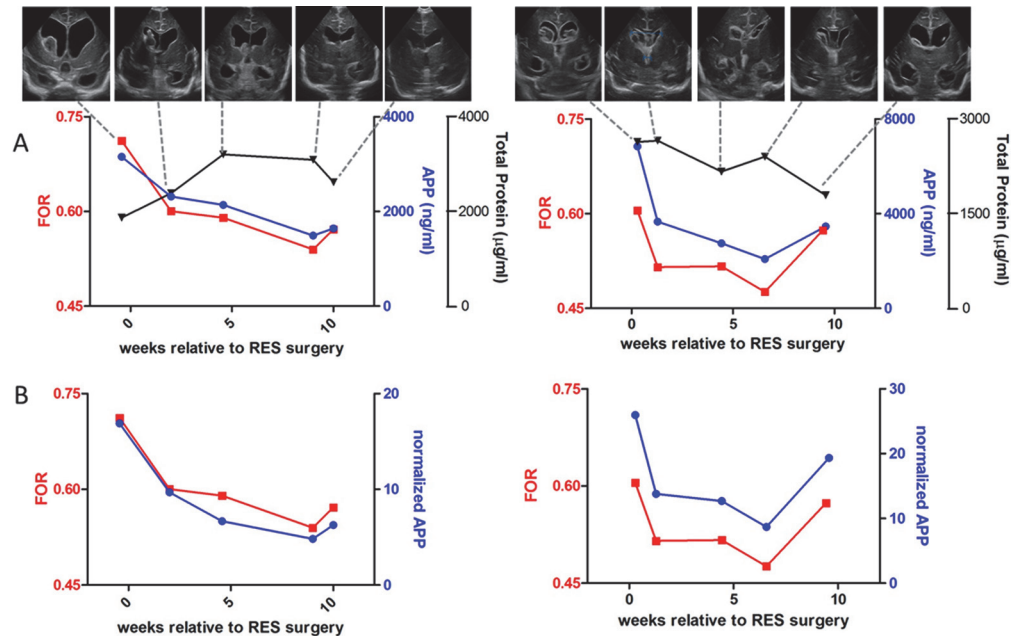 A
0.75
0.60
0.45
FOR
4000
2000
0
APP (ng/ml)
4000
2000
0
Total Protein (μg/ml)
0
5
10
weeks relative to RES surgery
0.75
0.60
0.45
FOR
8000
4000
0
APP (ng/ml)
3000
1500
0
Total Protein (μg/ml)
0
5
10
weeks relative to RES surgery
B
0.75
0.60
0.45
FOR
20
10
0
normalized APP
0
5
10
weeks relative to RES surgery
0.75
0.60
0.45
FOR
30
20
10
0
normalized APP
0
5
10
weeks relative to RES surgery